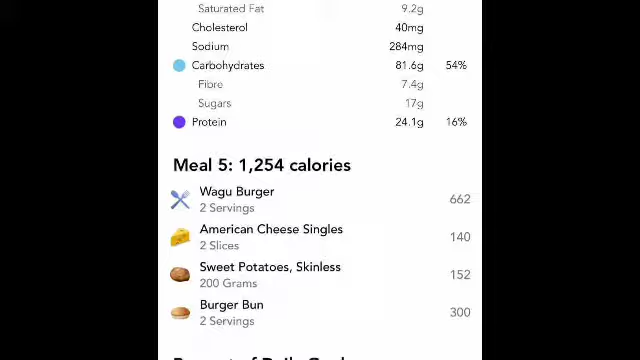 Saturated Fat 9.2g
Cholesterol 40mg
Sodium 284mg
Carbohydrates 81.6g 54%
Fibre 7.4g
Sugars 17g
Protein 24.1g 16%
Meal 5: 1,254 calories
Wagu Burger
2 Servings 662
American Cheese Singles
2 Slices 140
Sweet Potatoes, Skinless
200 Grams 152
Burger Bun
2 Servings 300